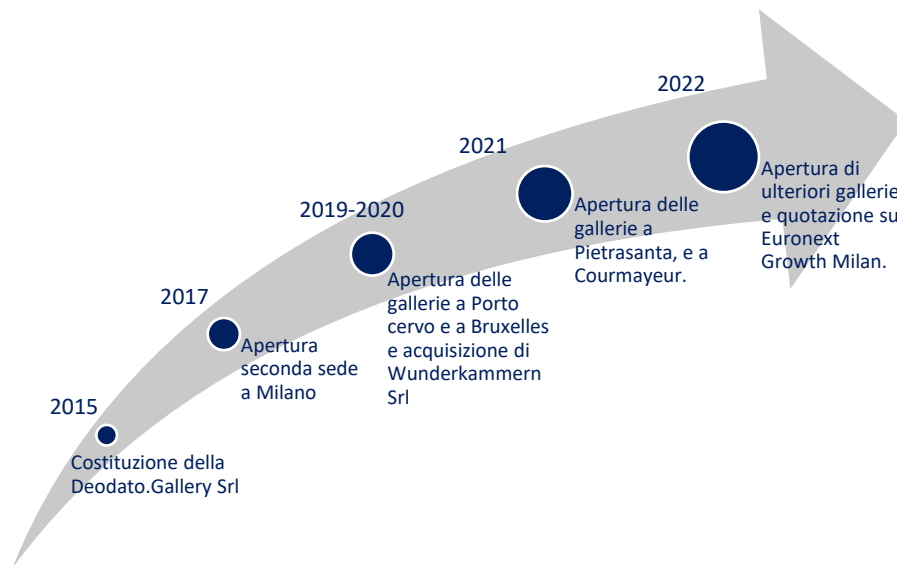 2015
Costituzione della
Deodato.Gallery Srl
2017
Apertura
seconda sede
a Milano
2019-2020
Apertura delle
gallerie a Porto
cervo e a Bruxelles
e acquisizione di
Wunderkammern
Srl
2021
Apertura delle
gallerie a
Pietrasanta, e a
Courmayeur.
2022
Apertura di
ulteriori gallerie
e quotazione su
Euronext
Growth Milan.